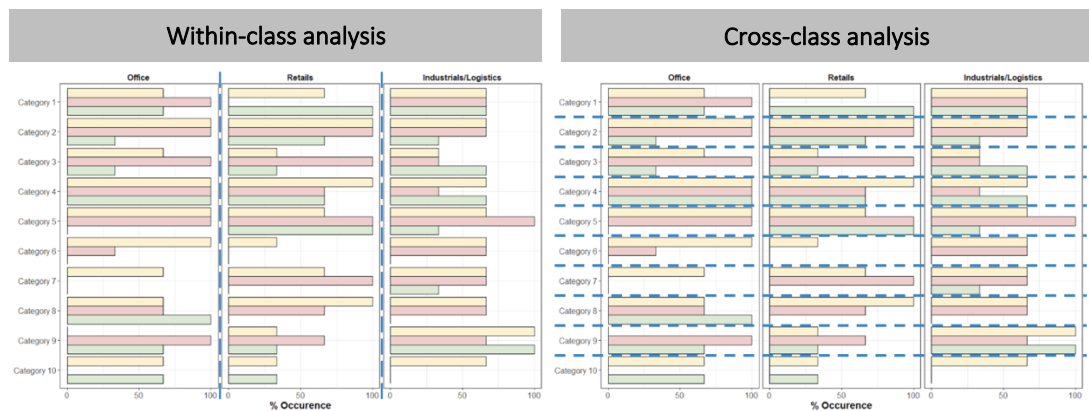 Within-class analysis
Cross-class analysis
Office
Retails
Industrials/Logistics
Category 1
Category 2
Category 3
Category 4
Category 5
Category 6
Category 7
Category 8
Category 9
Category 10
0 50 100 0 50 100 0 50 100
% Occurence
Office
Retails
Industrials/Logistics
Category 1
Category 2
Category 3
Category 4
Category 5
Category 6
Category 7
Category 8
Category 9
Category 10
0 50 100 0 50 100 0 50 100
% Occurence